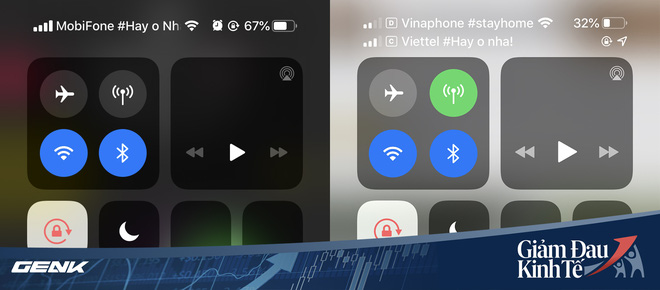 MobiFone #Hay o Nh
67%
D Vinaphone #stayhome
32%
C Viettel #Hay o nha!
GENK
Giảm Đau
Kinh Tế